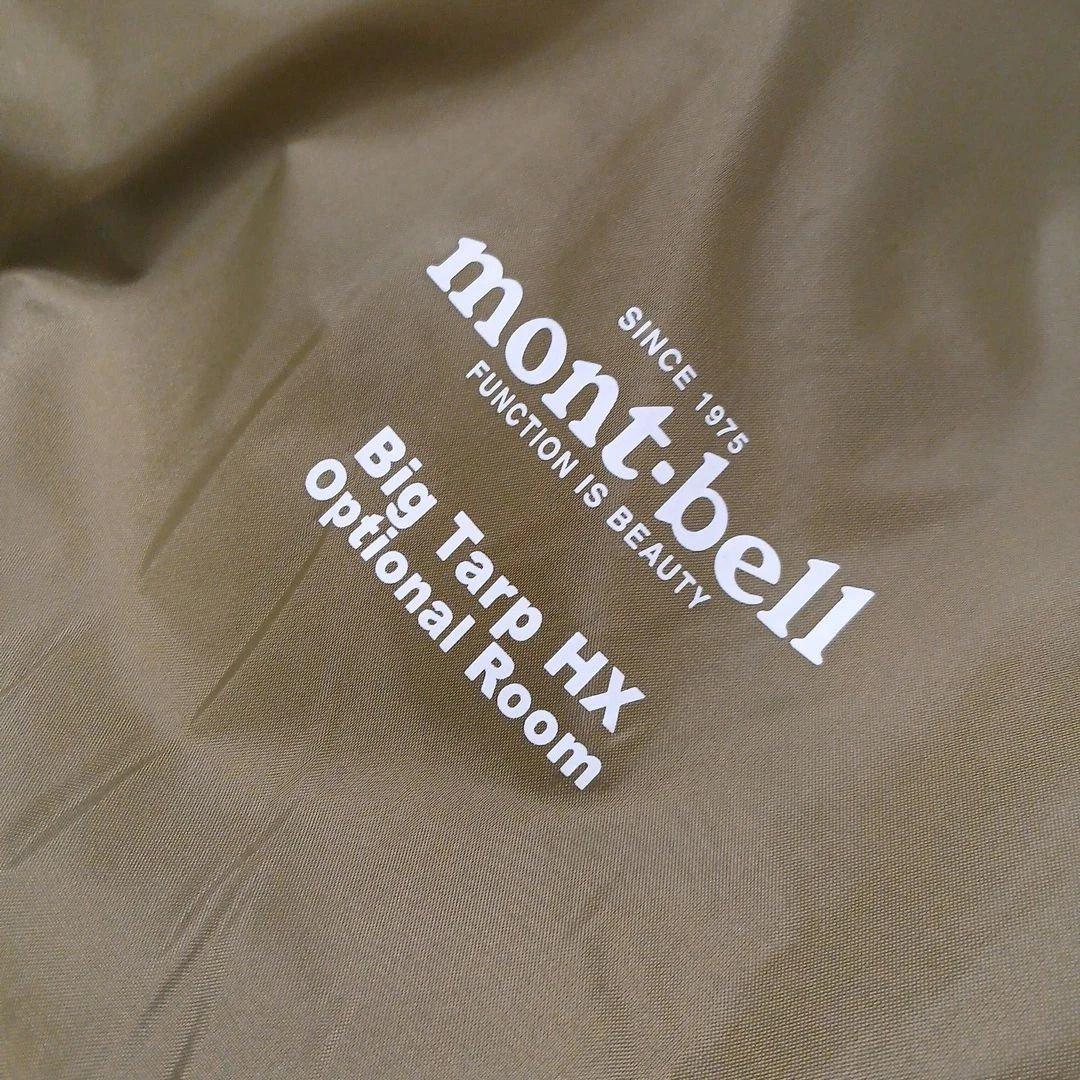 SINCE 1975
mont-bell
FUNCTION IS BEAUTY
Big Tarp HX
Optional Room